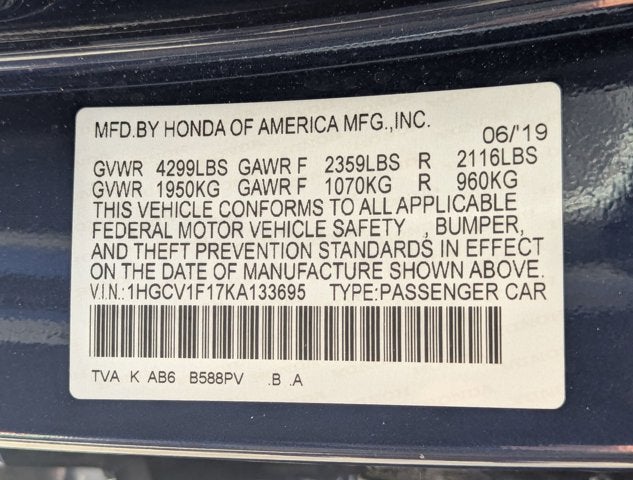 MFD.BY HONDA OF AMERICA MFG.,INC. 06/'19
GVWR 4299LBS GAWR F 2359LBS R 2116LBS
GVWR 1950KG GAWR F 1070KG R 960KG
THIS VEHICLE CONFORMS TO ALL APPLICABLE
FEDERAL MOTOR VEHICLE SAFETY , BUMPER,
AND THEFT PREVENTION STANDARDS IN EFFECT
ON THE DATE OF MANUFACTURE SHOWN ABOVE.
V.I.N.:1HGCV1F17KA133695 TYPE:PASSENGER CAR
TVA K AB6 B588PV .B .A